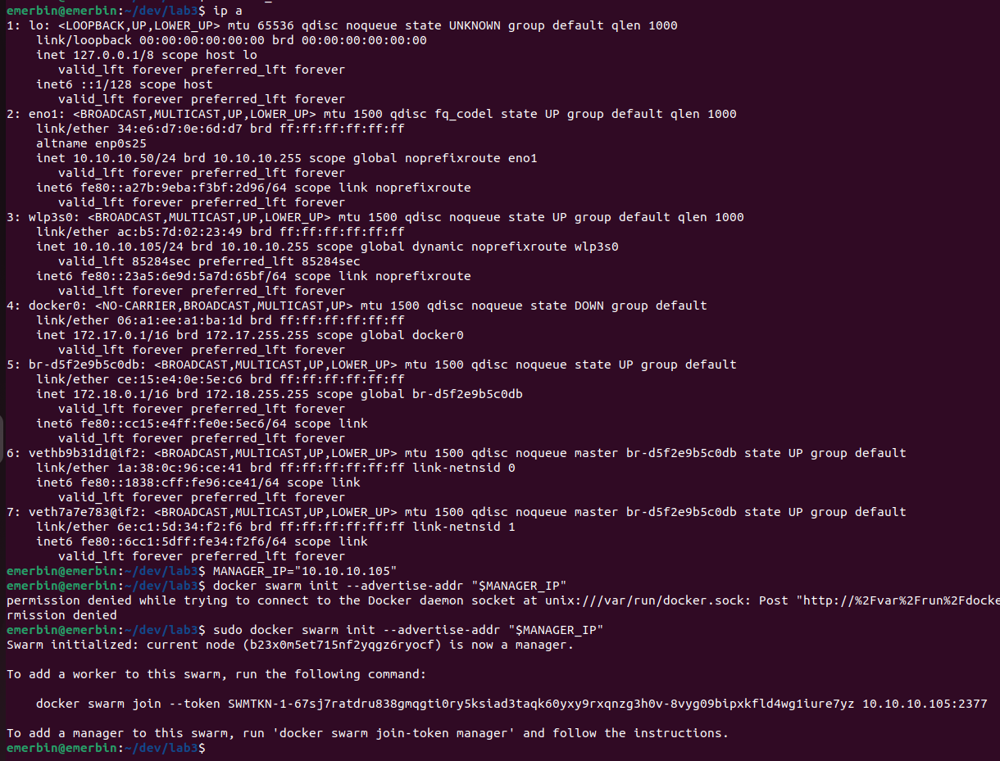 emerbin@emerbin:~/dev/lab3$ ip a
1: lo: <LOOPBACK,UP,LOWER_UP> mtu 65536 qdisc noqueue state UNKNOWN group default qlen 1000
    link/loopback 00:00:00:00:00:00 brd 00:00:00:00:00:00
    inet 127.0.0.1/8 scope host lo
       valid_lft forever preferred_lft forever
    inet6 ::1/128 scope host
       valid_lft forever preferred_lft forever
2: eno1: <BROADCAST,MULTICAST,UP,LOWER_UP> mtu 1500 qdisc fq_codel state UP group default qlen 1000
    link/ether 34:e6:d7:0e:6d:d7 brd ff:ff:ff:ff:ff:ff
    altname enp0s25
    inet 10.10.10.50/24 brd 10.10.10.255 scope global noprefixroute eno1
       valid_lft forever preferred_lft forever
    inet6 fe80::a27b:9eba:f3bf:2d96/64 scope link noprefixroute
       valid_lft forever preferred_lft forever
3: wlp3s0: <BROADCAST,MULTICAST,UP,LOWER_UP> mtu 1500 qdisc noqueue state UP group default qlen 1000
    link/ether ac:b5:7d:02:23:49 brd ff:ff:ff:ff:ff:ff
    inet 10.10.10.105/24 brd 10.10.10.255 scope global dynamic noprefixroute wlp3s0
       valid_lft 85284sec preferred_lft 85284sec
    inet6 fe80::23a5:6e9d:5a7d:65bf/64 scope link noprefixroute
       valid_lft forever preferred_lft forever
4: docker0: <NO-CARRIER,BROADCAST,MULTICAST,UP> mtu 1500 qdisc noqueue state DOWN group default
    link/ether 06:a1:ee:a1:ba:1d brd ff:ff:ff:ff:ff:ff
    inet 172.17.0.1/16 brd 172.17.255.255 scope global docker0
       valid_lft forever preferred_lft forever
5: br-d5f2e9b5c0db: <BROADCAST,MULTICAST,UP,LOWER_UP> mtu 1500 qdisc noqueue state UP group default
    link/ether ce:15:e4:0e:5e:c6 brd ff:ff:ff:ff:ff:ff
    inet 172.18.0.1/16 brd 172.18.255.255 scope global br-d5f2e9b5c0db
       valid_lft forever preferred_lft forever
    inet6 fe80::cc15:e4ff:fe0e:5ec6/64 scope link
       valid_lft forever preferred_lft forever
6: vethb9b31d1@if2: <BROADCAST,MULTICAST,UP,LOWER_UP> mtu 1500 qdisc noqueue master br-d5f2e9b5c0db state UP group default
    link/ether 1a:38:0c:96:ce:41 brd ff:ff:ff:ff:ff:ff link-netnsid 0
    inet6 fe80::1838:cff:fe96:ce41/64 scope link
       valid_lft forever preferred_lft forever
7: veth7a7e783@if2: <BROADCAST,MULTICAST,UP,LOWER_UP> mtu 1500 qdisc noqueue master br-d5f2e9b5c0db state UP group default
    link/ether 6e:c1:5d:34:f2:f6 brd ff:ff:ff:ff:ff:ff link-netnsid 1
    inet6 fe80::6cc1:5dff:fe34:f2f6/64 scope link
       valid_lft forever preferred_lft forever
emerbin@emerbin:~/dev/lab3$ MANAGER_IP="10.10.10.105"
emerbin@emerbin:~/dev/lab3$ docker swarm init --advertise-addr "$MANAGER_IP"
permission denied while trying to connect to the Docker daemon socket at unix:///var/run/docker.sock: Post "http://%2Fvar%2Frun%2Fdocke
rmission denied
emerbin@emerbin:~/dev/lab3$ sudo docker swarm init --advertise-addr "$MANAGER_IP"
Swarm initialized: current node (b23x0m5et715nf2yqgz6ryocf) is now a manager.

To add a worker to this swarm, run the following command:

    docker swarm join --token SWMTKN-1-67sj7ratdru838gmqgti0ry5ksiad3taqk60yxy9rxqnzg3h0v-8vyg09bipxkfld4wg1iure7yz 10.10.10.105:2377

To add a manager to this swarm, run 'docker swarm join-token manager' and follow the instructions.
emerbin@emerbin:~/dev/lab3$